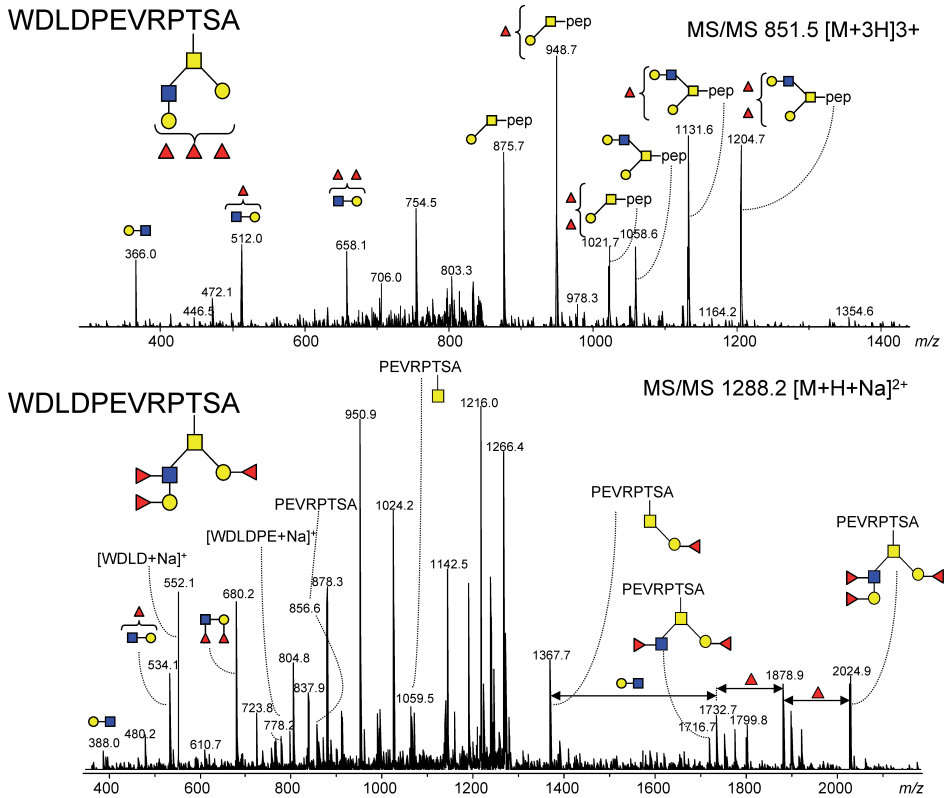 WDLDPEVRPTSA
MS/MS 851.5 [M+3H]3+
pep
948.7
pep
875.7
pep
1131.6
pep
1204.7
pep
pep
1021.7
1058.6
366.0
446.5
472.1
512.0
658.1
706.0
754.5
803.3
978.3
1164.2
1354.6
400
600
800
1000
1200
1400
m/z
WDLDPEVRPTSA
MS/MS 1288.2 [M+H+Na]2+
PEVRPTSA
950.9
1216.0
1266.4
PEVRPTSA
1024.2
[WDLDPE+Na]+
[WDLD+Na]+
552.1
680.2
878.3
856.6
1142.5
534.1
804.8
837.9
723.8
778.2
1059.5
388.0
480.2
610.7
PEVRPTSA
1367.7
PEVRPTSA
1716.7
1732.7
1799.8
1878.9
PEVRPTSA
2024.9
400
600
800
1000
1200
1400
1600
1800
2000
m/z